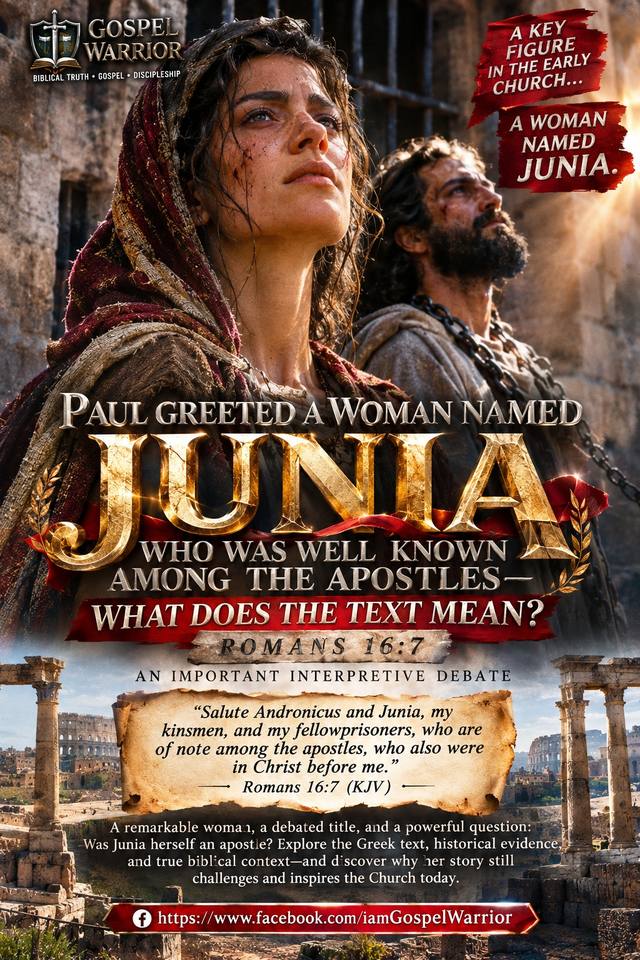 GOSPEL
WARRIOR
BIBLICAL TRUTH • GOSPEL • DISCIPLESHIP
A KEY
FIGURE
IN THE EARLY
CHURCH...
A WOMAN
NAMED
JUNIA.
PAUL GREETED A WOMAN NAMED
JUNIA
WHO WAS WELL KNOWN
AMONG THE APOSTLES—
WHAT DOES THE TEXT MEAN?
ROMANS 16:7
AN IMPORTANT INTERPRETIVE DEBATE
“Salute Andronicus and Junia, my
kinsmen, and my fellowprisoners, who are
of note among the apostles, who also were
in Christ before me.”
Romans 16:7 (KJV)
A remarkable woman, a debated title, and a powerful question:
Was Junia herself an apostle? Explore the Greek text, historical evidence,
and true biblical context—and discover why her story still
challenges and inspires the Church today.
https://www.facebook.com/iamGospelWarrior